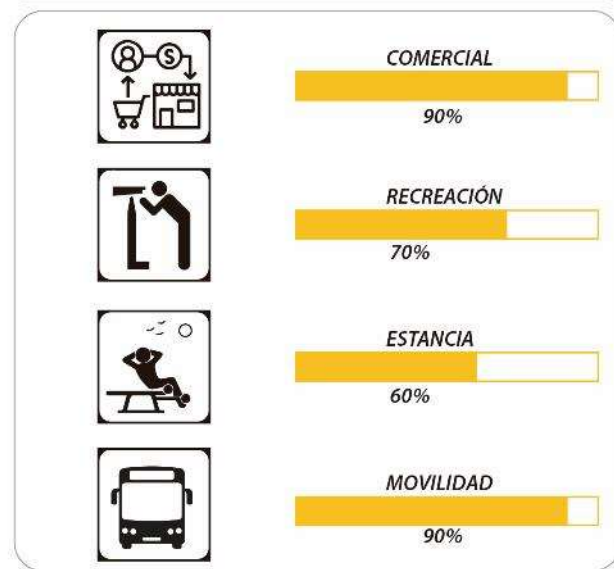 COMERCIAL
90%
RECREACIÓN
70%
ESTANCIA
60%
MOVILIDAD
90%